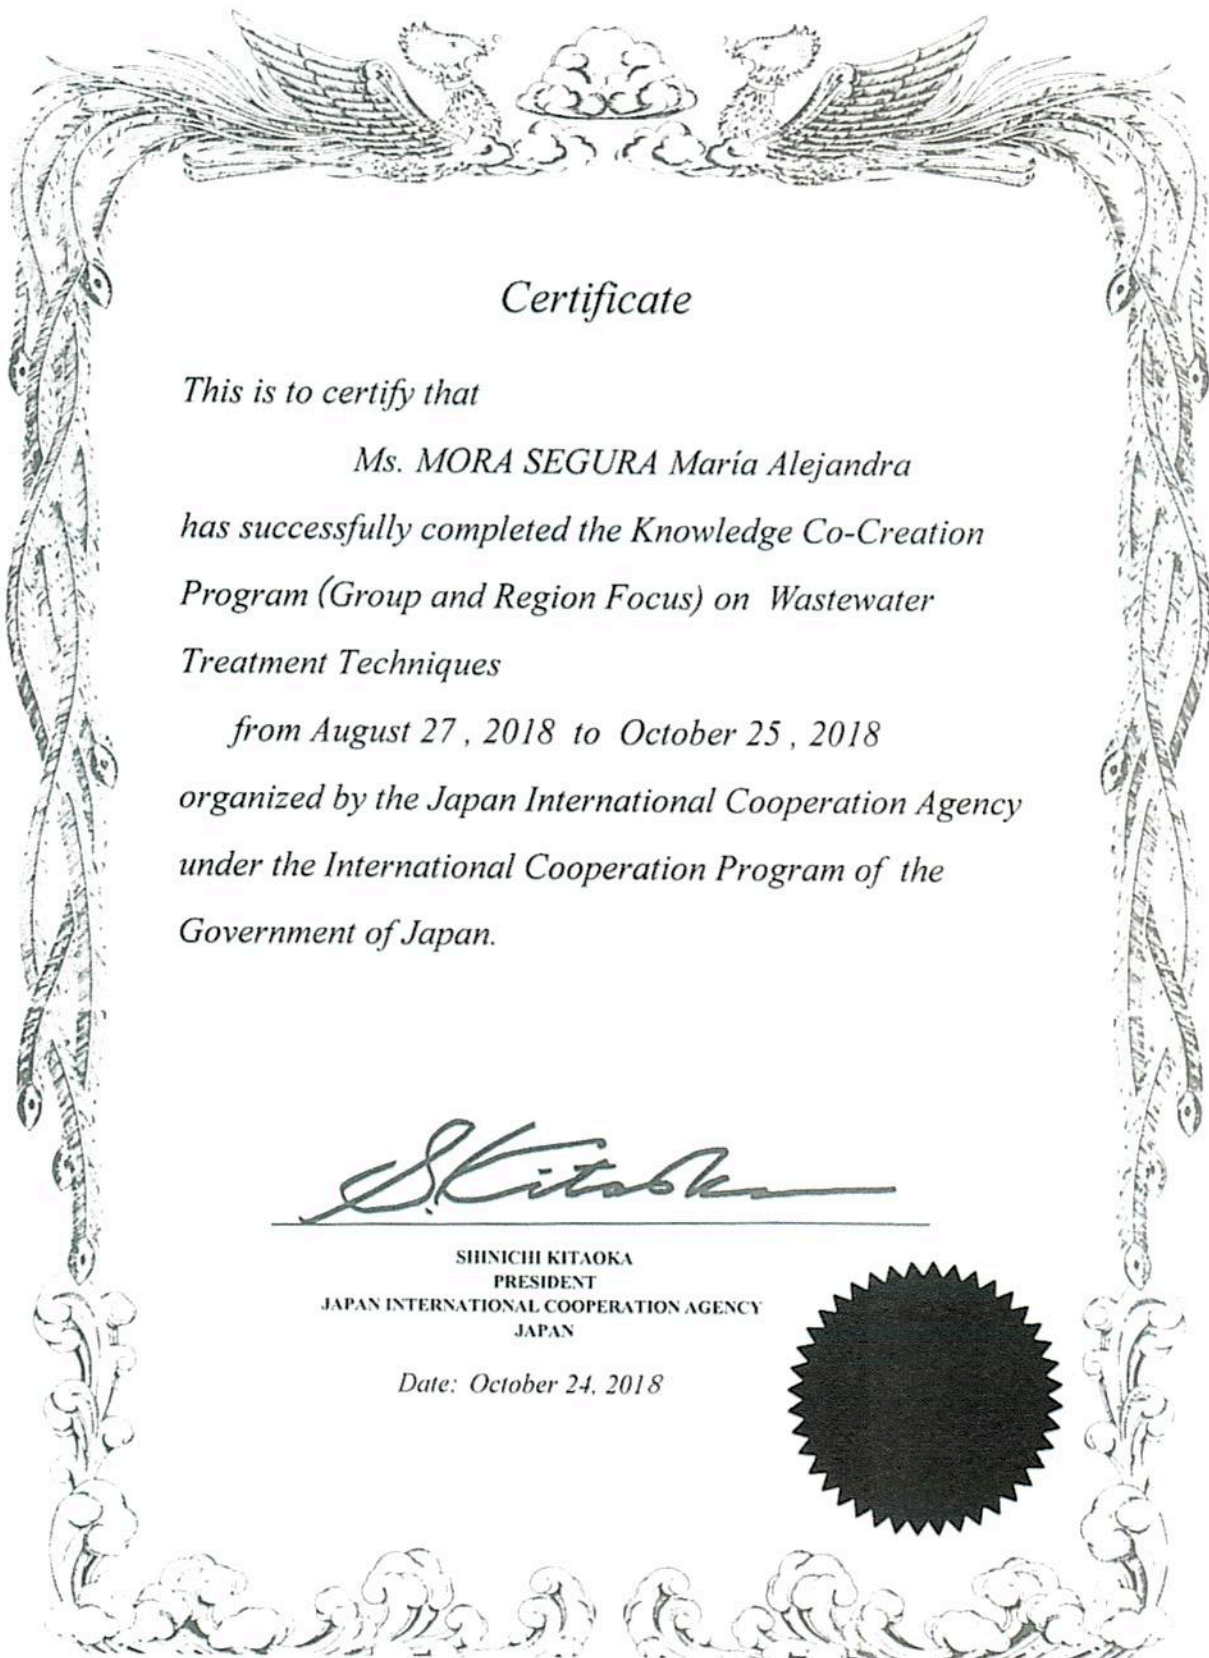 Certificate
This is to certify that
Ms. MORA SEGURA María Alejandra
has successfully completed the Knowledge Co-Creation
Program (Group and Region Focus) on Wastewater
Treatment Techniques
from August 27 , 2018 to October 25 , 2018
organized by the Japan International Cooperation Agency
under the International Cooperation Program of the
Government of Japan.
S. Kitaoka
SHINICHI KITAOKA
PRESIDENT
JAPAN INTERNATIONAL COOPERATION AGENCY
JAPAN
Date: October 24, 2018